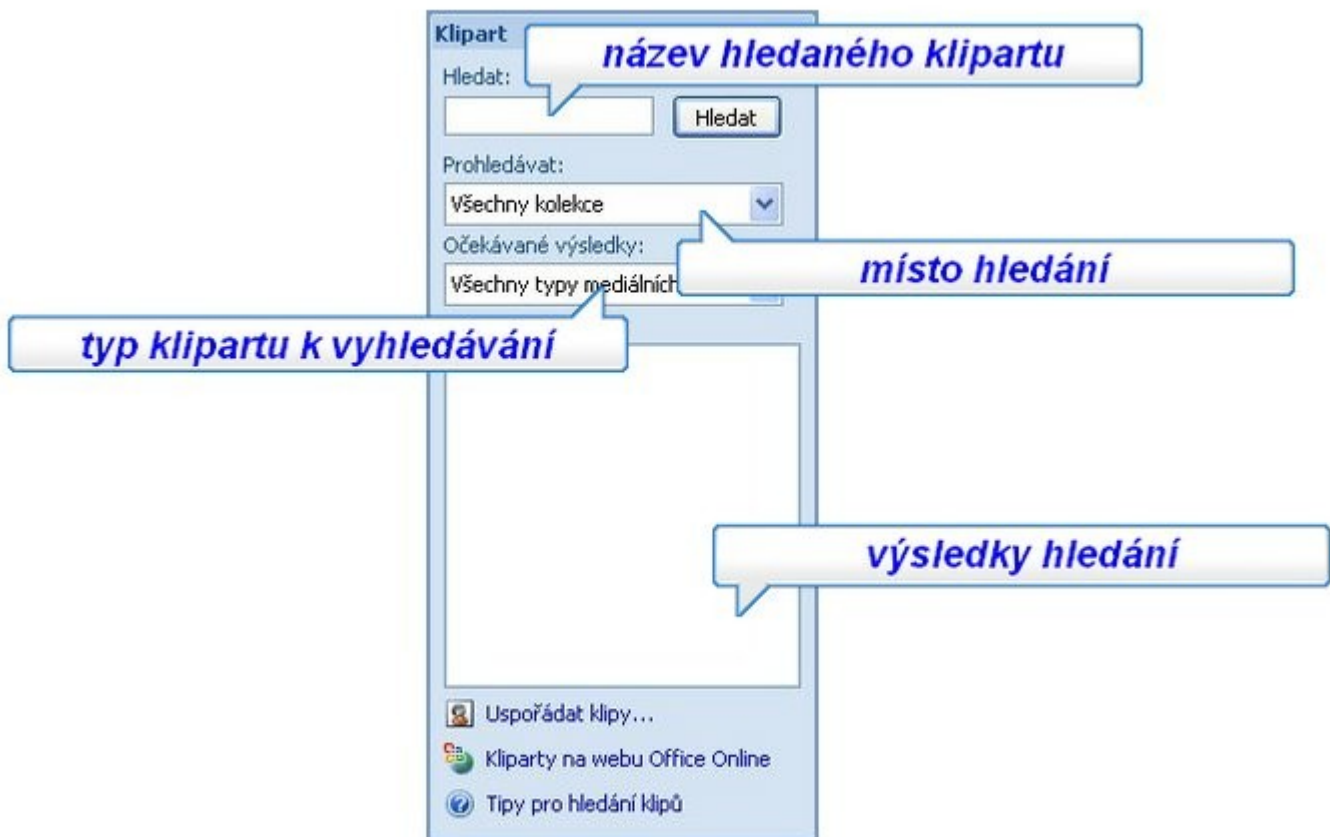 Klipart
název hledaného klipartu
Hledat:
Hledat
Prohledávat:
Všechny kolekce
Očekávané výsledky:
místo hledání
Všechny typy mediálních
typ klipartu k vyhledávání
výsledky hledání
Uspořádat klipy...
Kliparty na webu Office Online
Tipy pro hledání klipů